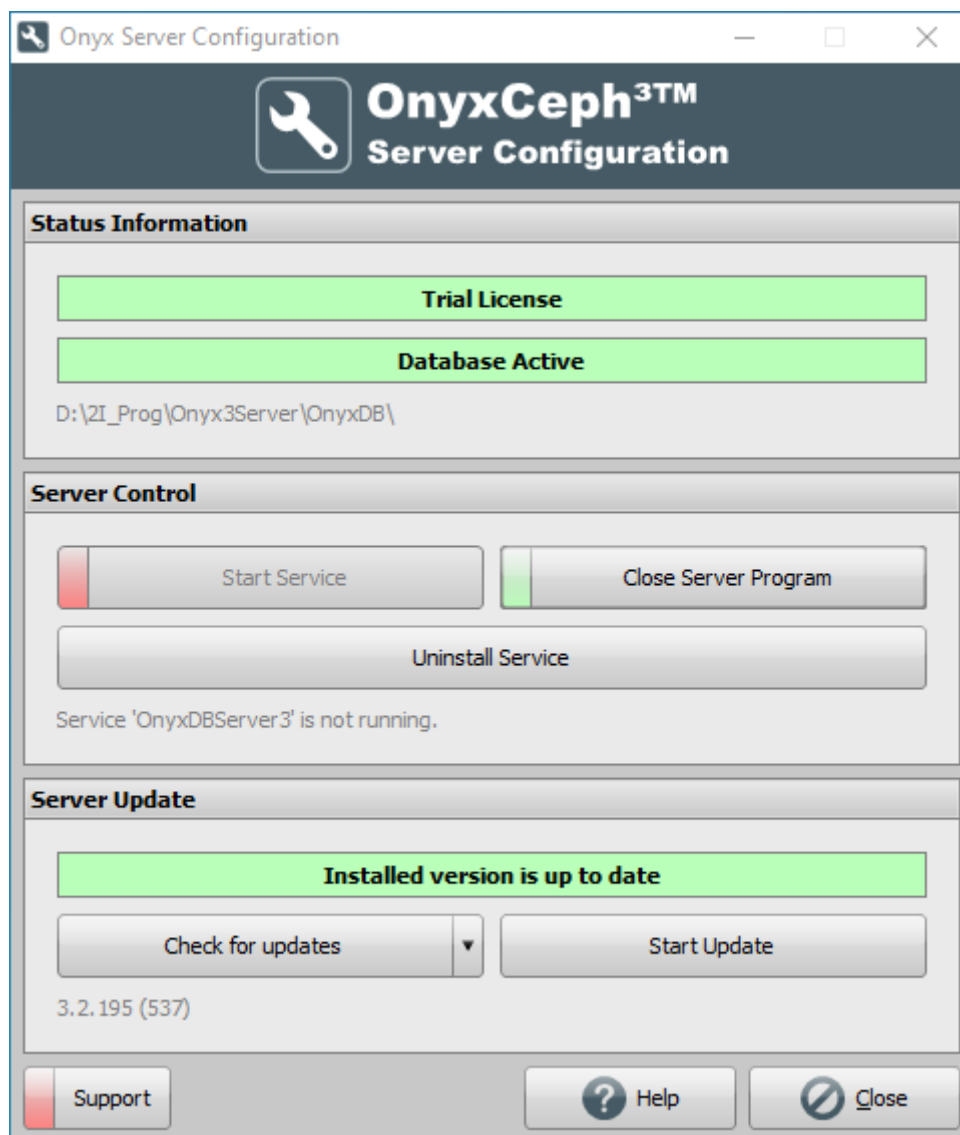 Onyx Server Configuration
OnyxCeph³™
Server Configuration
Status Information
Trial License
Database Active
D:\2I_Prog\Onyx3Server\OnyxDB\
Server Control
Start Service
Close Server Program
Uninstall Service
Service 'OnyxDBServer3' is not running.
Server Update
Installed version is up to date
Check for updates
Start Update
3.2.195 (537)
Support
Help
Close